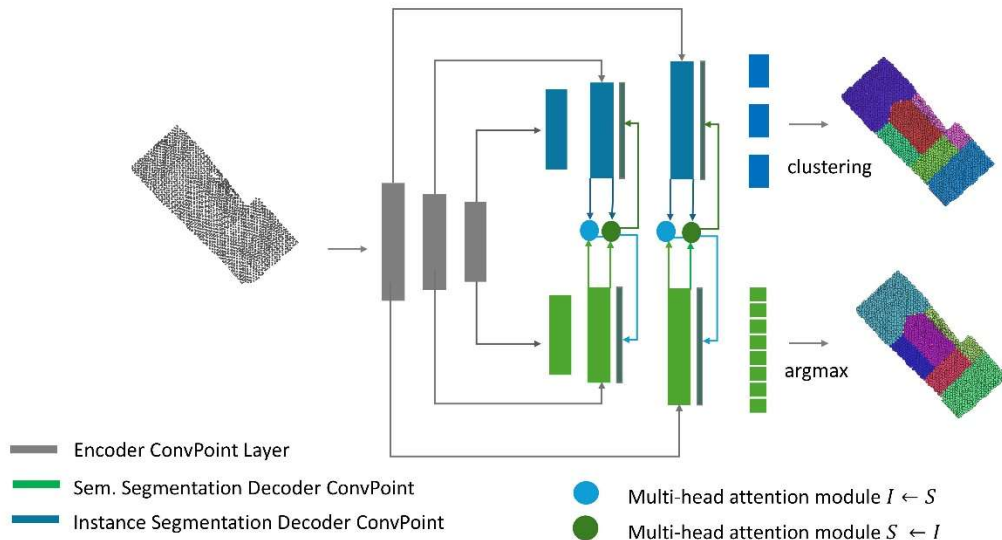 clustering
argmax
Encoder ConvPoint Layer
Sem. Segmentation Decoder ConvPoint
Instance Segmentation Decoder ConvPoint
Multi-head attention module I ← S
Multi-head attention module S ← I